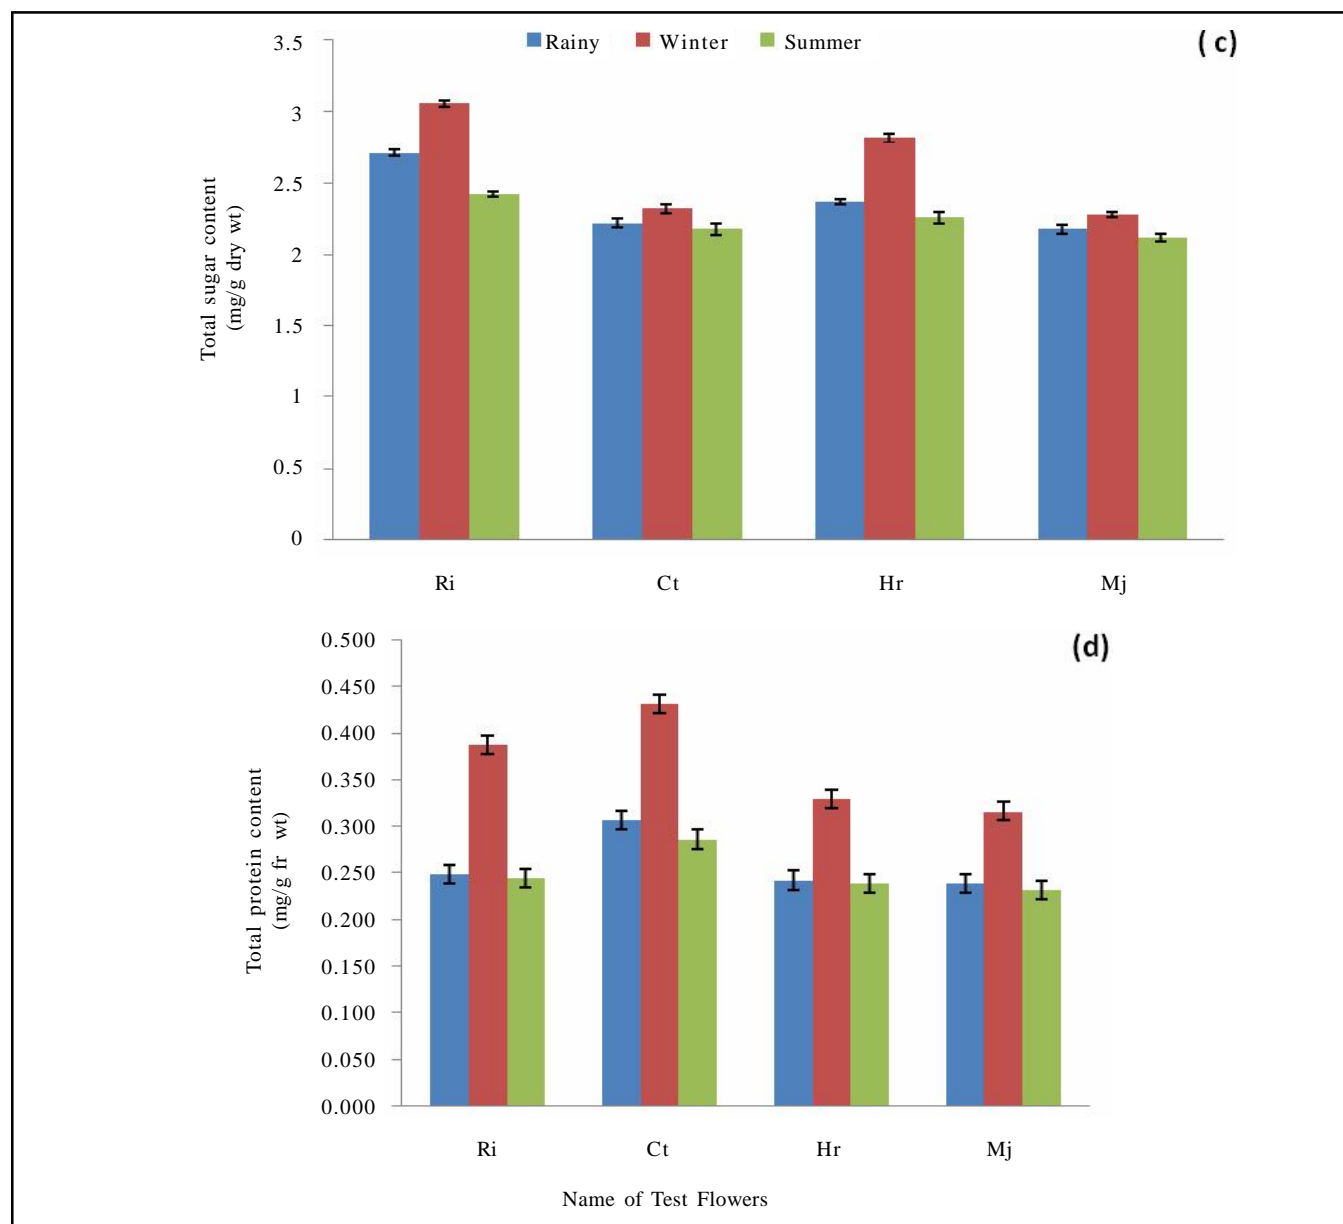 Rainy Winter Summer
( c)
3.5
3
2.5
2
1.5
1
0.5
0
Total sugar content
(mg/g dry wt)
Ri Ct Hr Mj
(d)
0.500
0.450
0.400
0.350
0.300
0.250
0.200
0.150
0.100
0.050
0.000
Total protein content
(mg/g fr wt)
Ri Ct Hr Mj
Name of Test Flowers